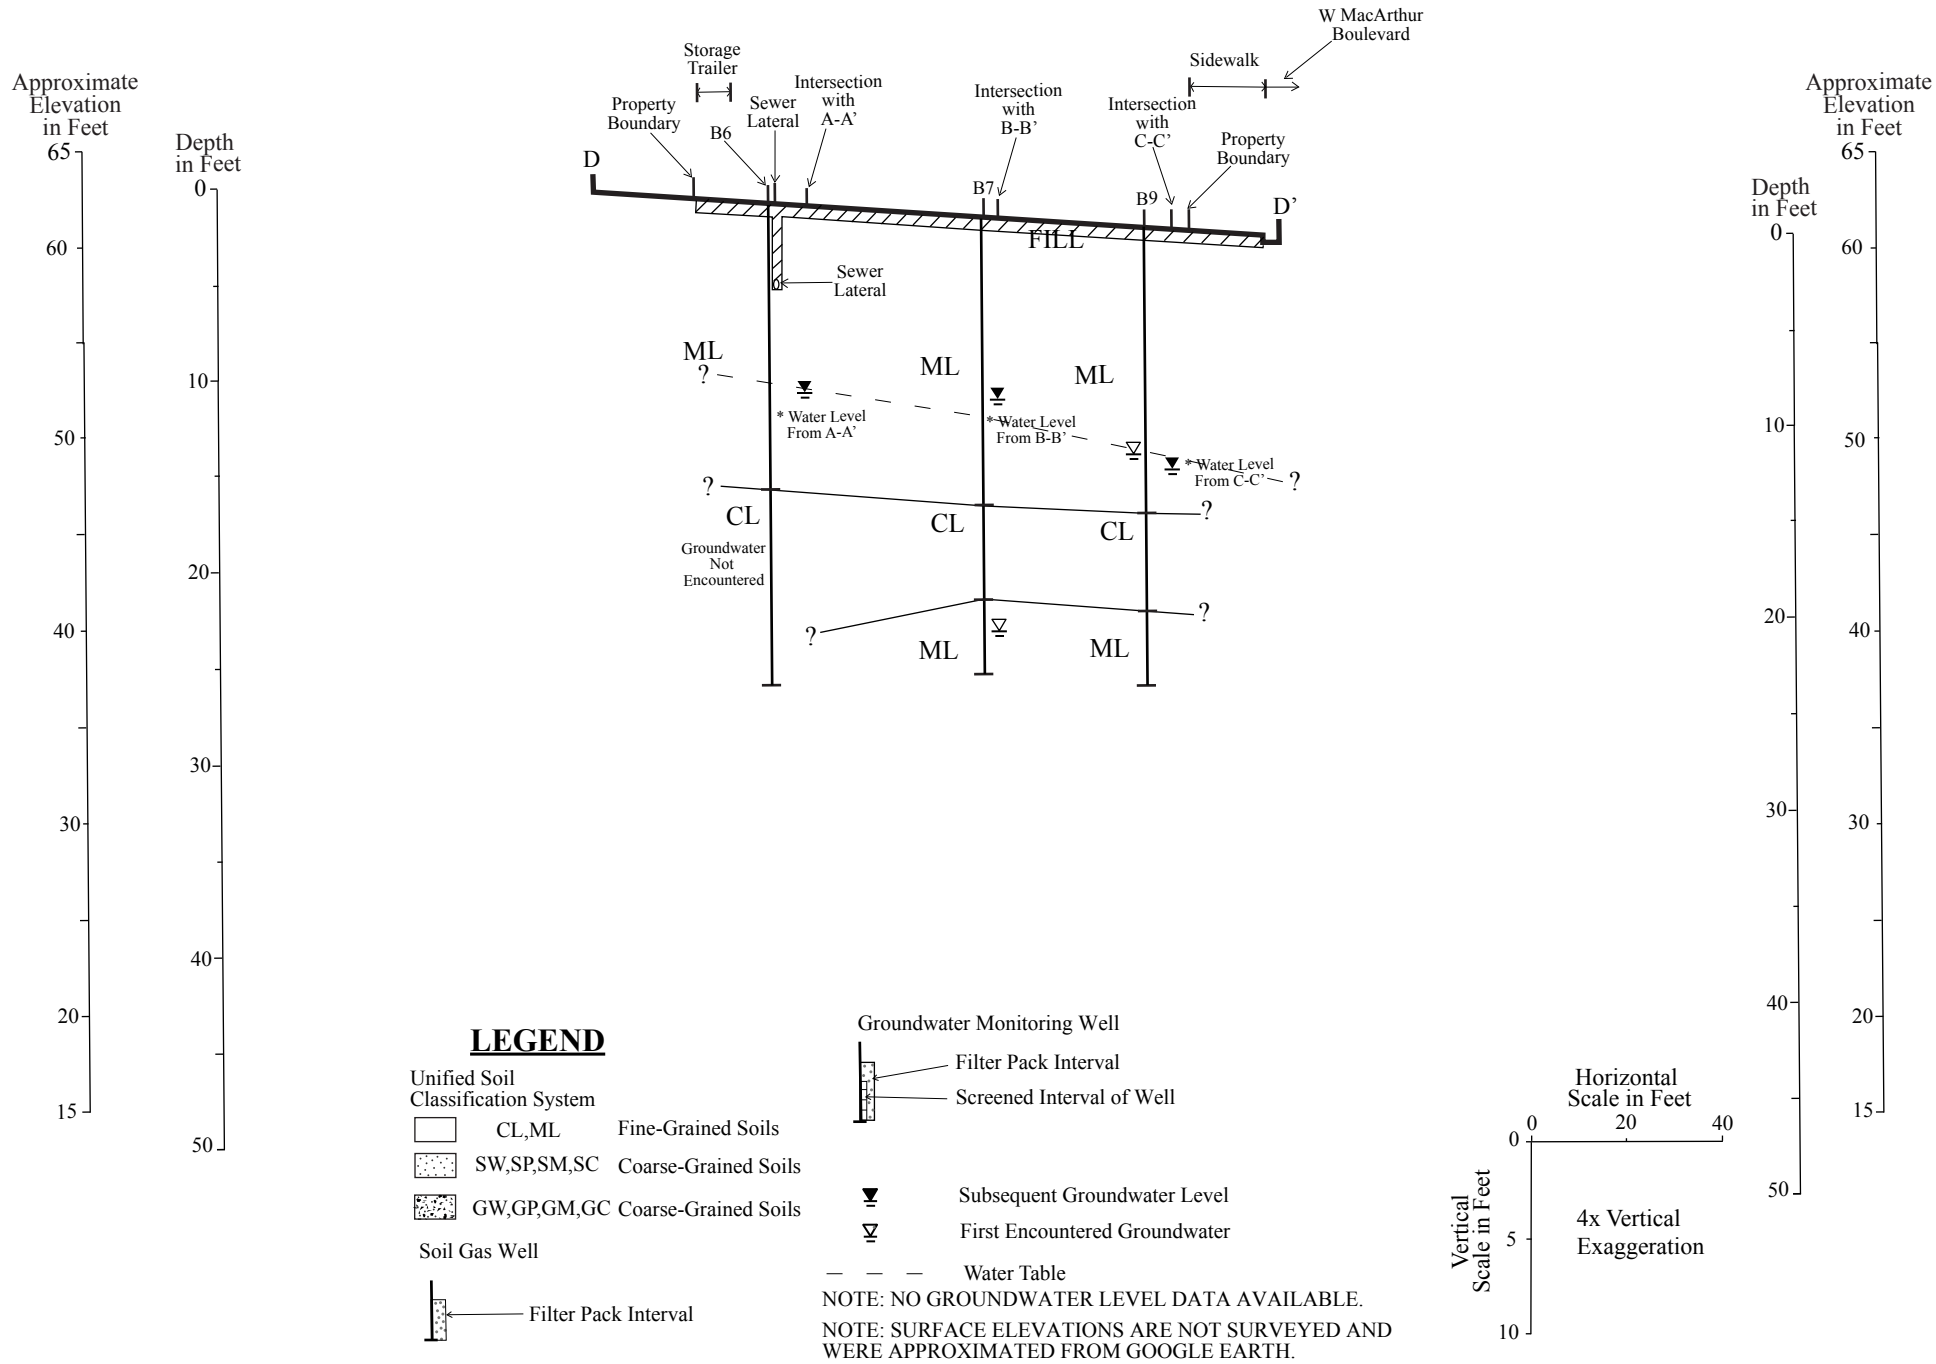 W MacArthur
Boulevard
Storage
Trailer
Sidewalk
Approximate
Elevation
in Feet
Approximate
Elevation
in Feet
Property
Boundary
B6
Sewer
Lateral
Intersection
with
A-A’
Intersection
with
B-B’
Intersection
with
C-C’
Property
Boundary
Depth
in Feet
Depth
in Feet
65
60
50
40
30
20
15
0
10
20
30
40
50
D
B7
B9
D’
FILL
Sewer
Lateral
ML
?
ML
ML
* Water Level
From A-A’
* Water Level
From B-B’
* Water Level
From C-C’
?
?
CL
CL
CL
?
Groundwater
Not
Encountered
?
ML
ML
?
0
10
20
30
40
50
65
60
50
40
30
20
15
LEGEND
Unified Soil
Classification System
CL,ML Fine-Grained Soils
SW,SP,SM,SC Coarse-Grained Soils
GW,GP,GM,GC Coarse-Grained Soils
Soil Gas Well
Filter Pack Interval
Groundwater Monitoring Well
Filter Pack Interval
Screened Interval of Well
Subsequent Groundwater Level
First Encountered Groundwater
Water Table
NOTE: NO GROUNDWATER LEVEL DATA AVAILABLE.
NOTE: SURFACE ELEVATIONS ARE NOT SURVEYED AND
WERE APPROXIMATED FROM GOOGLE EARTH.
Horizontal
Scale in Feet
0 20 40
Vertical
Scale in Feet
0
5
10
4x Vertical
Exaggeration